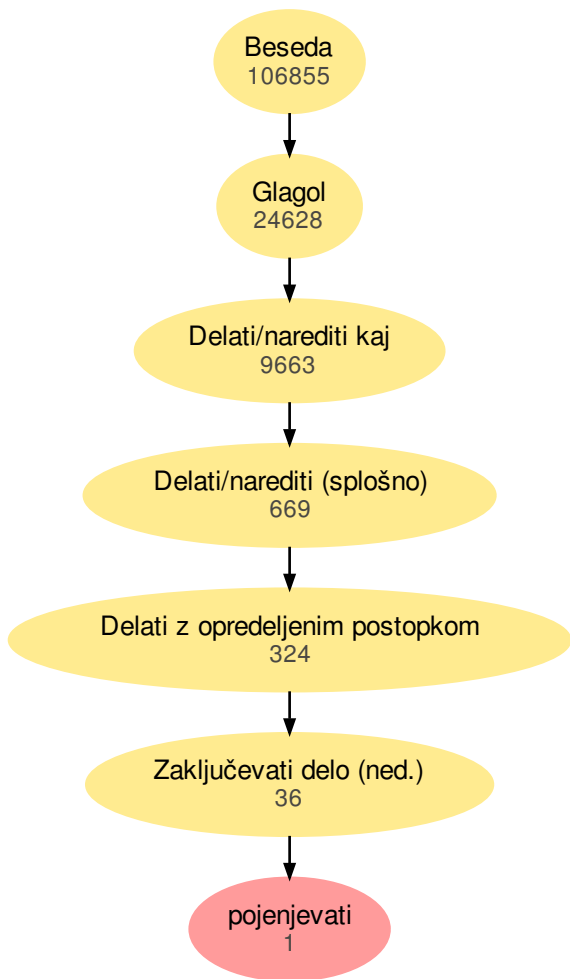 Beseda
106855
Glagol
24628
Delati/narediti kaj
9663
Delati/narediti (splošno)
669
Delati z opredeljenim postopkom
324
Zaključevati delo (ned.)
36
pojenjevati
1